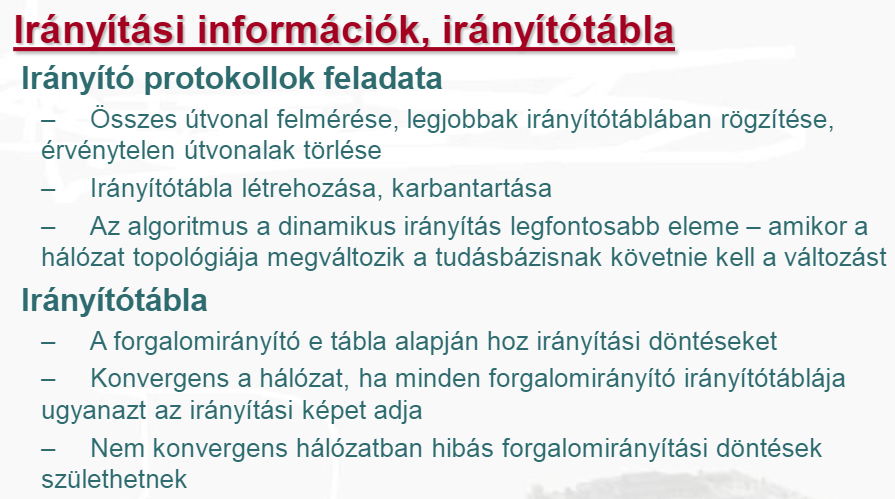 Irányítási információk, irányítótábla
Irányító protokollok feladata
– Összes útvonal felmérése, legjobbak irányítótáblában rögzítése,
érvénytelen útvonalak törlése
– Irányítótábla létrehozása, karbantartása
– Az algoritmus a dinamikus irányítás legfontosabb eleme – amikor a
hálózat topológiája megváltozik a tudásbázisnak követnie kell a változást
Irányítótábla
– A forgalomirányító e tábla alapján hoz irányítási döntéseket
– Konvergens a hálózat, ha minden forgalomirányító irányítótáblája
ugyanazt az irányítási képet adja
– Nem konvergens hálózatban hibás forgalomirányítási döntések
születhetnek